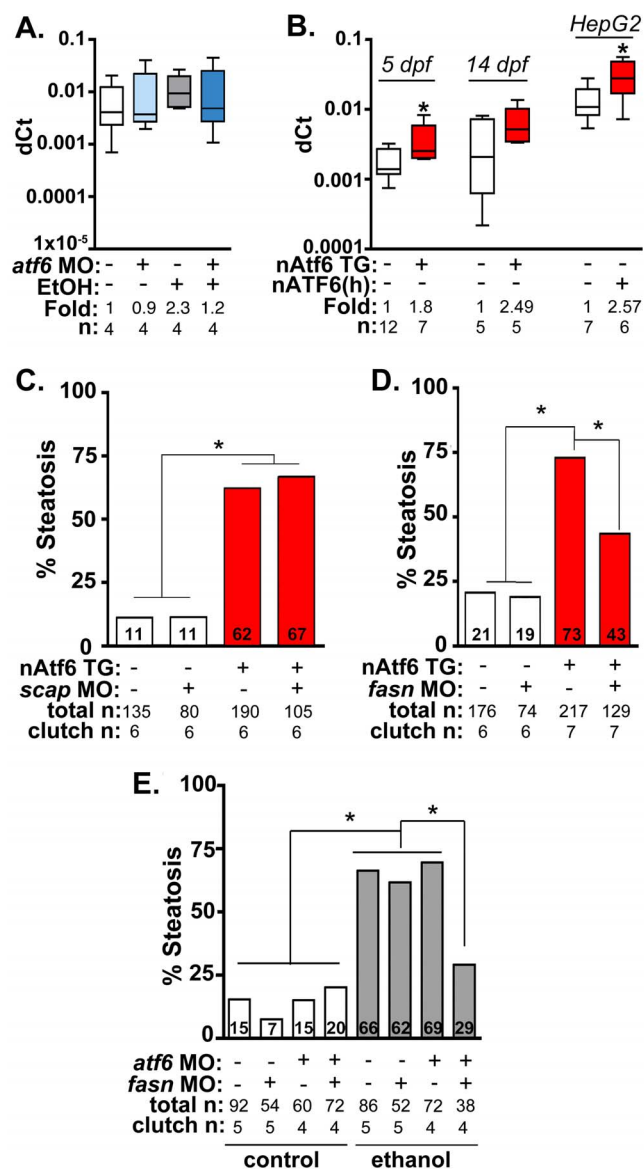 A.
0.1
0.01
0.001
0.0001
1x10⁻⁵
dCt
atf6 MO: - + - +
EtOH: - - + +
Fold: 1 0.9 2.3 1.2
n: 4 4 4 4
B.
5 dpf 14 dpf HepG2
* *
0.1
0.01
0.001
0.0001
dCt
nAtf6 TG: - + - +
nATF6(h): - +
Fold: 1 1.8 1 2.49 1 2.57
n: 12 7 5 5 7 6
C.
100
75
50
25
0
% Steatosis
*
11 11 62 67
nAtf6 TG: - - + +
scap MO: - + - +
total n: 135 80 190 105
clutch n: 6 6 6 6
D.
100
75
50
25
0
% Steatosis
* *
21 19 73 43
nAtf6 TG: - - + +
fasn MO: - + - +
total n: 176 74 217 129
clutch n: 6 6 7 7
E.
100
75
50
25
0
% Steatosis
* *
15 7 15 20 66 62 69 29
atf6 MO: - - + + - - + +
fasn MO: - + - + - + - +
total n: 92 54 60 72 86 52 72 38
clutch n: 5 5 4 4 5 5 4 4
control ethanol